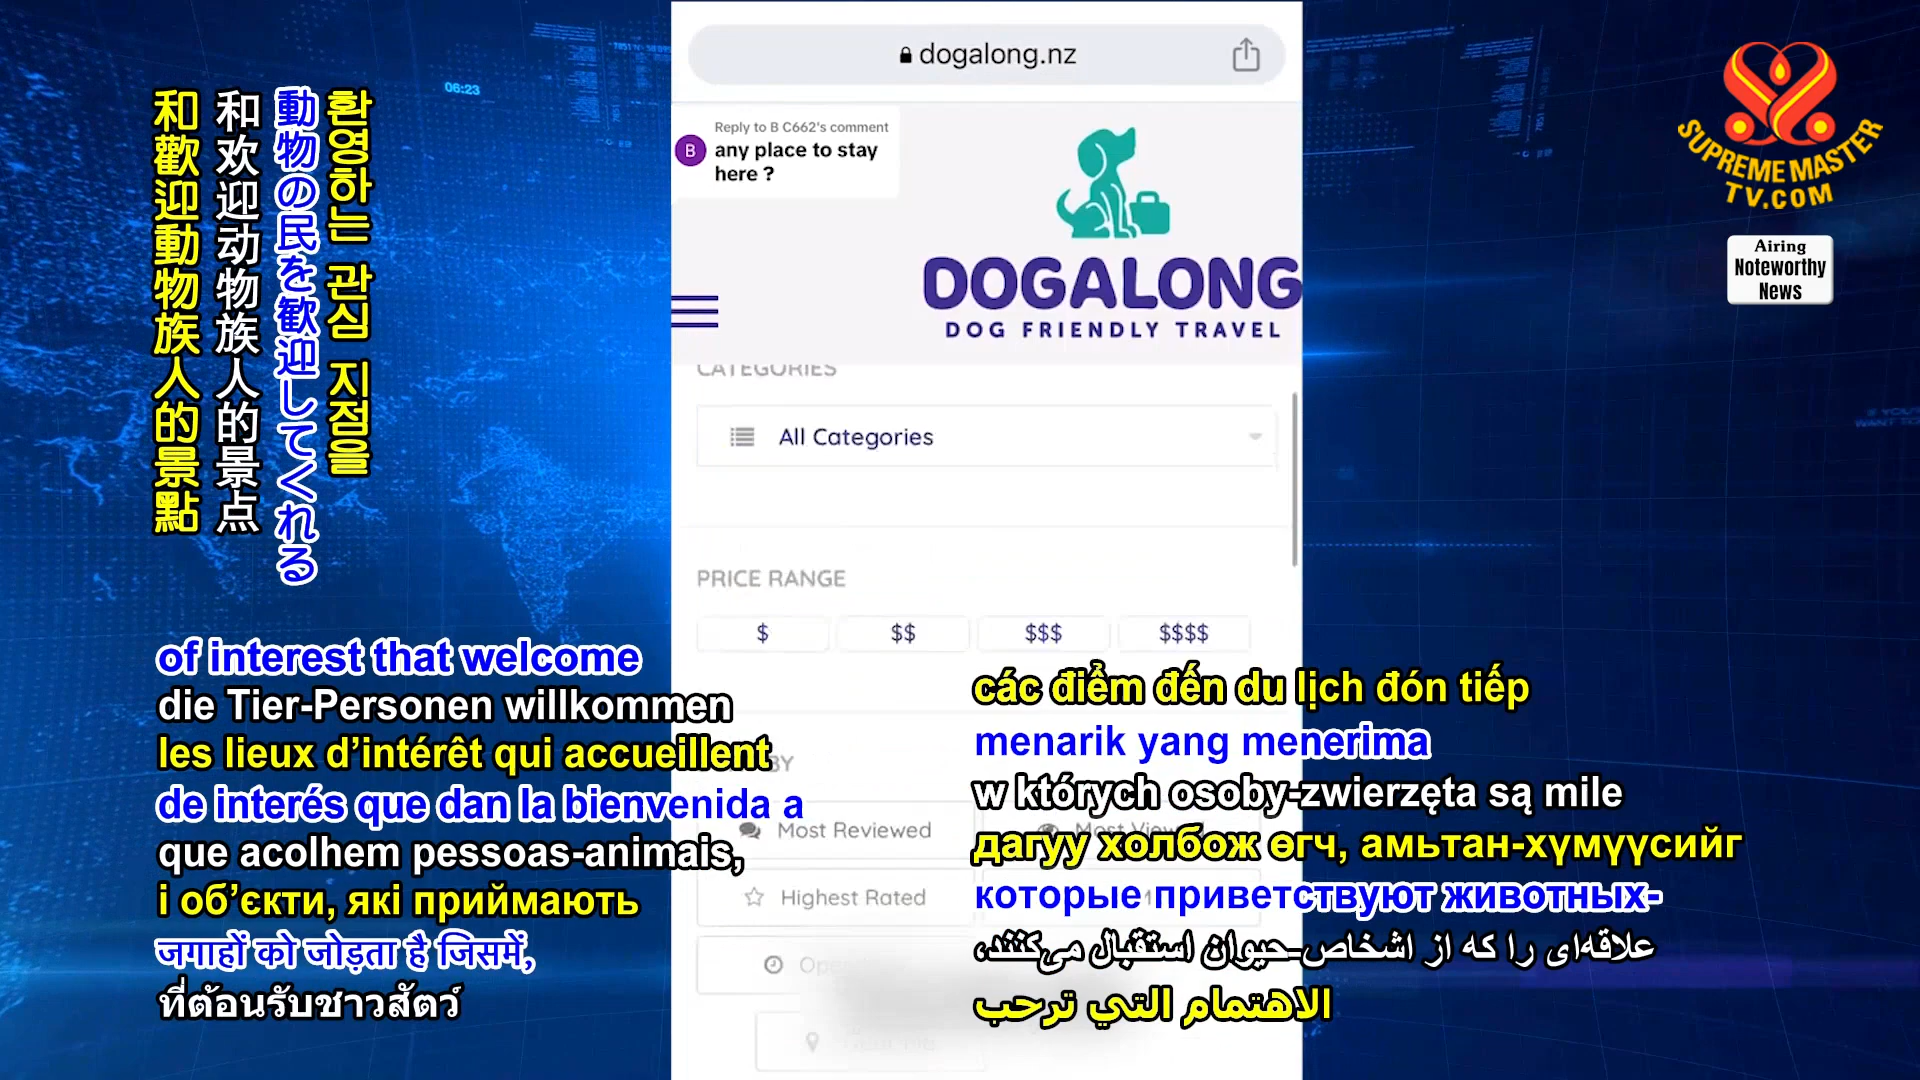 환영하는 관심 지점을
動物の民を歓迎してくれる
和欢迎动物族人的景点
和歡迎動物族人的景點
06:23
dogalong.nz
Reply to B C662's comment
B
any place to stay
here ?
DOGALONG
DOG FRIENDLY TRAVEL
CATEGORIES
All Categories
PRICE RANGE
$
$$
$$$
$$$$
BY
Most Reviewed
Highest Rated
SUPREME MASTER
TV.COM
Airing
Noteworthy
News
of interest that welcome
die Tier-Personen willkommen
les lieux d’intérêt qui accueillent
de interés que dan la bienvenida a
que acolhem pessoas-animais,
і об’єкти, які приймають
जगाहों को जोड़ता है जिसमें,
ที่ต้อนรับชาวสัตว์
các điểm đến du lịch đón tiếp
menarik yang menerima
w których osoby-zwierzęta są mile
дагуу холбож өгч, амьтан-хүмүүсийг
которые приветствуют животных-
علاقه‌ای را که از اشخاص-حیوان استقبال می‌کنند،
الاهتمام التي ترحب